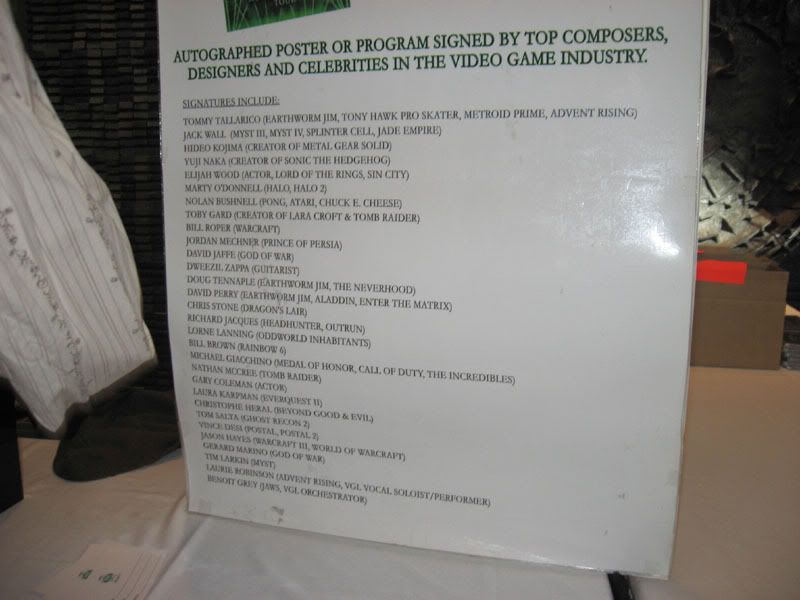 TOUR
AUTOGRAPHED POSTER OR PROGRAM SIGNED BY TOP COMPOSERS,
DESIGNERS AND CELEBRITIES IN THE VIDEO GAME INDUSTRY.
SIGNATURES INCLUDE:
TOMMY TALLARICO (EARTHWORM JIM, TONY HAWK PRO SKATER, METROID PRIME, ADVENT RISING)
JACK WALL (MYST III, MYST IV, SPLINTER CELL, JADE EMPIRE)
HIDEO KOJIMA (CREATOR OF METAL GEAR SOLID)
YUJI NAKA (CREATOR OF SONIC THE HEDGEHOG)
ELIJAH WOOD (ACTOR, LORD OF THE RINGS, SIN CITY)
MARTY O'DONNELL (HALO, HALO 2)
NOLAN BUSHNELL (PONG, ATARI, CHUCK E. CHEESE)
TOBY GARD (CREATOR OF LARA CROFT & TOMB RAIDER)
BILL ROPER (WARCRAFT)
JORDAN MECHNER (PRINCE OF PERSIA)
DAVID JAFFE (GOD OF WAR)
DWEEZIL ZAPPA (GUITARIST)
DOUG TENNAPLE (EARTHWORM JIM, THE NEVERHOOD)
DAVID PERRY (EARTHWORM JIM, ALADDIN, ENTER THE MATRIX)
CHRIS STONE (DRAGON'S LAIR)
RICHARD JACQUES (HEADHUNTER, OUTRUN)
LORNE LANNING (ODDWORLD INHABITANTS)
BILL BROWN (RAINBOW 6)
MICHAEL GIACCHINO (MEDAL OF HONOR, CALL OF DUTY, THE INCREDIBLES)
NATHAN MCCREE (TOMB RAIDER)
GARY COLEMAN (ACTOR)
LAURA KARPMAN (EVERQUEST II)
CHRISTOPHE HERAL (BEYOND GOOD & EVIL)
TOM SALTA (GHOST RECON 2)
VINCE DESI (POSTAL, POSTAL 2)
JASON HAYES (WARCRAFT III, WORLD OF WARCRAFT)
GERARD MARINO (GOD OF WAR)
TIM LARKIN (MYST)
LAURIE ROBINSON (ADVENT RISING, VGL VOCAL SOLOIST/PERFORMER)
BENOIT GREY (JAWS, VGL ORCHESTRATOR)